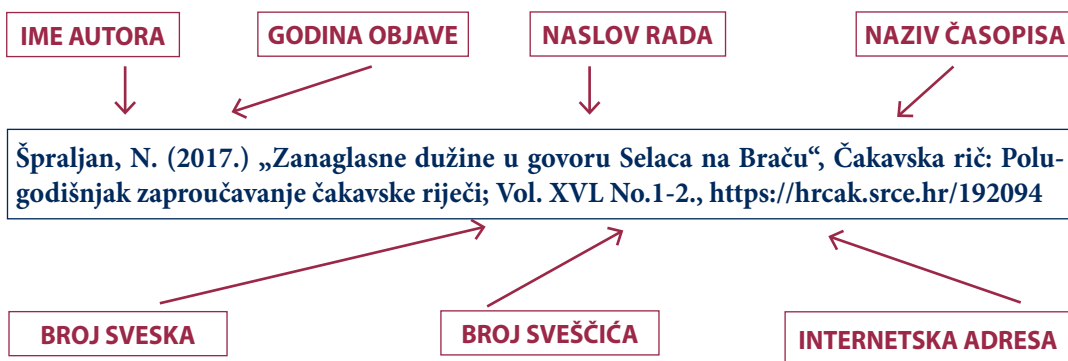 IME AUTORA
GODINA OBJAVE
NASLOV RADA
NAZIV ČASOPISA
Špraljan, N. (2017.) „Zanaglasne dužine u govoru Selaca na Braču“, Čakavska rič: Polu-
godišnjak zaproučavanje čakavske riječi; Vol. XVL No.1-2., https://hrcak.srce.hr/192094
BROJ SVESKA
BROJ SVEŠČIĆA
INTERNETSKA ADRESA